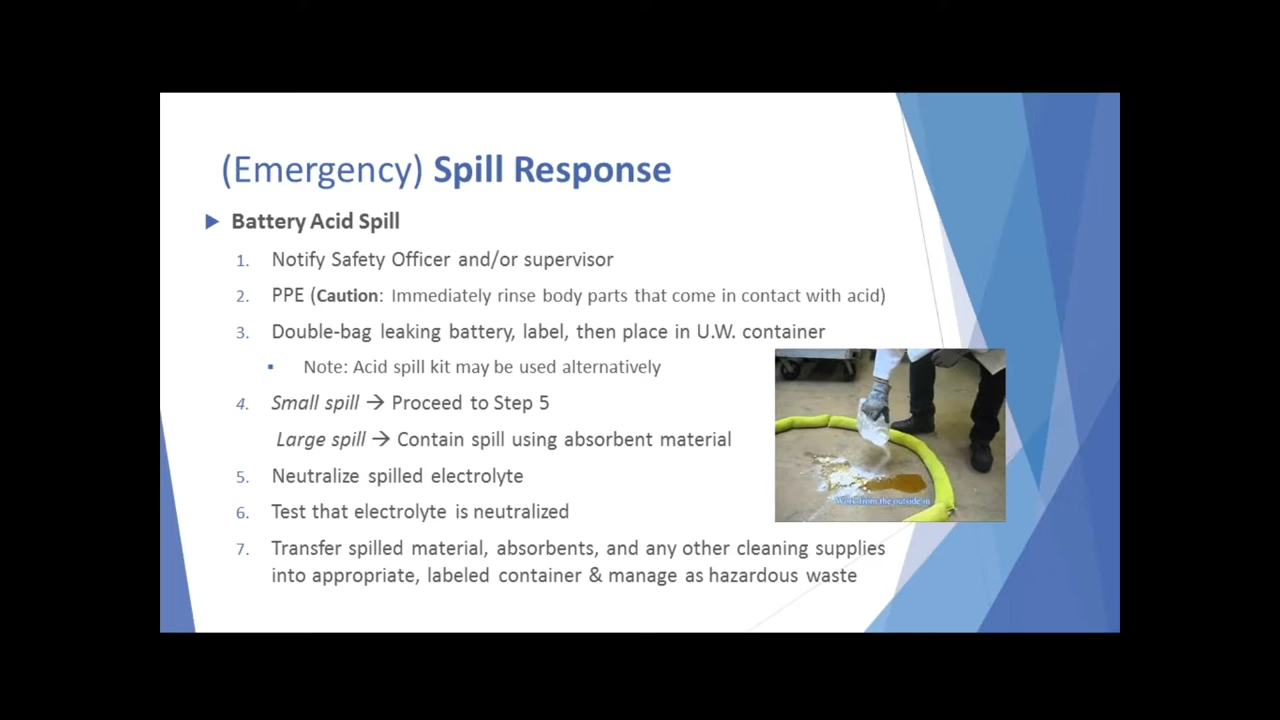 (Emergency) Spill Response
Battery Acid Spill
1. Notify Safety Officer and/or supervisor
2. PPE (Caution: Immediately rinse body parts that come in contact with acid)
3. Double-bag leaking battery, label, then place in U.W. container
Note: Acid spill kit may be used alternatively
4. Small spill → Proceed to Step 5
Large spill → Contain spill using absorbent material
5. Neutralize spilled electrolyte
6. Test that electrolyte is neutralized
7. Transfer spilled material, absorbents, and any other cleaning supplies
into appropriate, labeled container & manage as hazardous waste
Work from the outside in